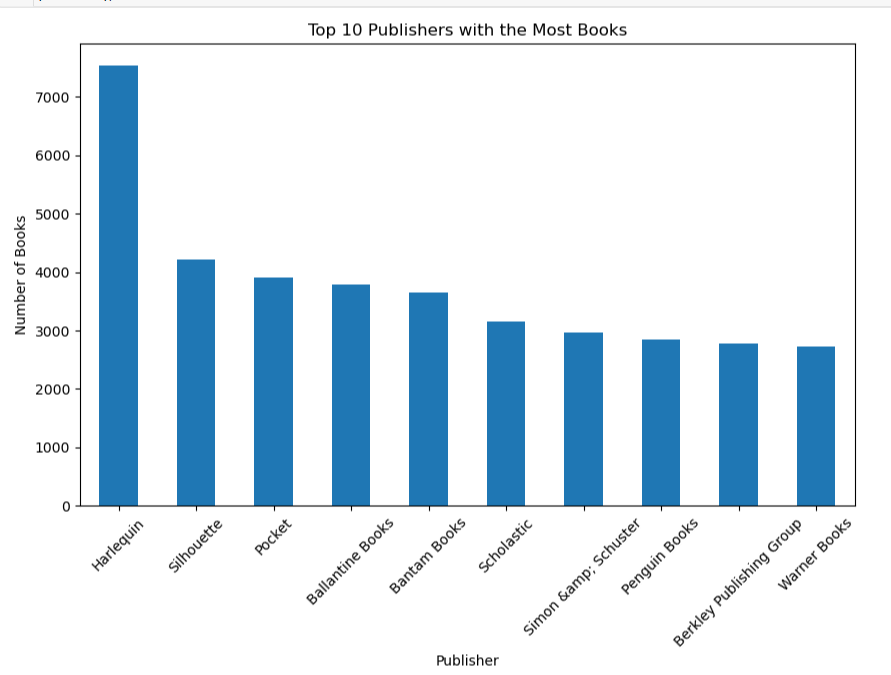 Top 10 Publishers with the Most Books
Number of Books
7000
6000
5000
4000
3000
2000
1000
0
Harlequin
Silhouette
Pocket
Ballantine Books
Bantam Books
Scholastic
Simon &amp; Schuster
Penguin Books
Berkley Publishing Group
Warner Books
Publisher